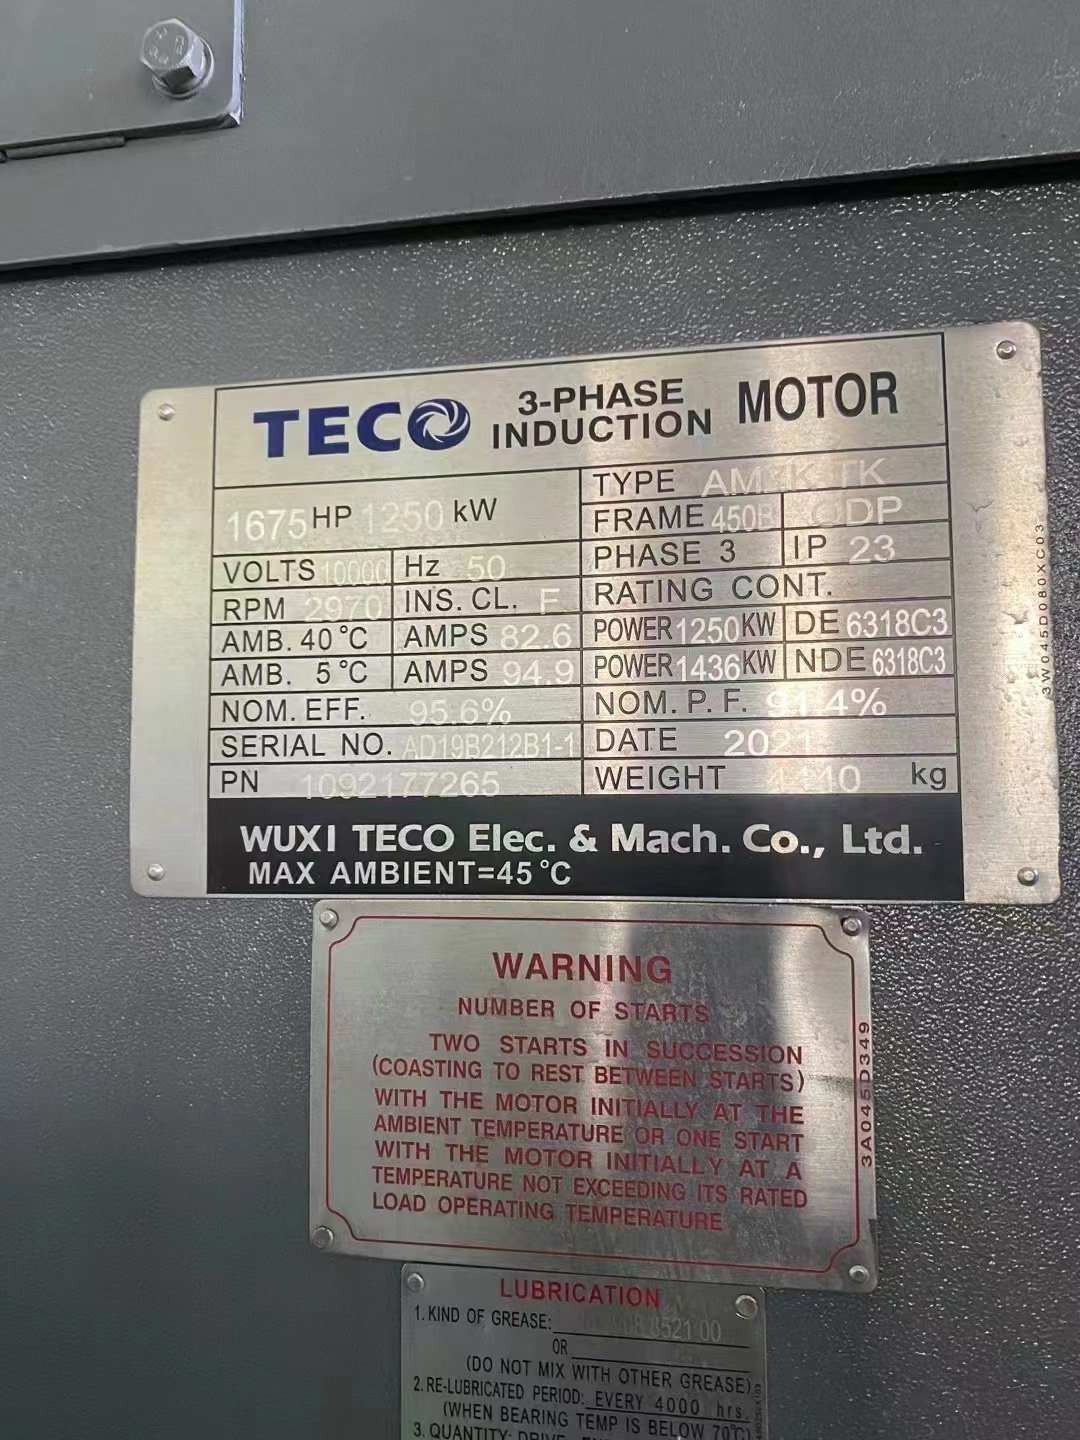 TECO 3-PHASE INDUCTION MOTOR
1675 HP 1250 kW
TYPE
FRAME 450B
VOLTS 10000 Hz 50
PHASE 3 IP 23
RPM 2970 INS. CL. F
RATING CONT.
AMB. 40°C AMPS 82.6
POWER 1250 KW DE 6318C3
AMB. 5°C AMPS 94.9
POWER 1436 KW NDE 6318C3
NOM. EFF. 95.6%
NOM. P. F. 91.4%
SERIAL NO. AD19B212B1-1
DATE 2021
PN 1092177265
WEIGHT kg
WUXI TECO Elec. & Mach. Co., Ltd.
MAX AMBIENT=45°C
3W045D080XC03
WARNING
NUMBER OF STARTS
TWO STARTS IN SUCCESSION
(COASTING TO REST BETWEEN STARTS)
WITH THE MOTOR INITIALLY AT THE
AMBIENT TEMPERATURE OR ONE START
WITH THE MOTOR INITIALLY AT A
TEMPERATURE NOT EXCEEDING ITS RATED
LOAD OPERATING TEMPERATURE
3A045D349
LUBRICATION
1. KIND OF GREASE:
OR
(DO NOT MIX WITH OTHER GREASE)
2. RE-LUBRICATED PERIOD: EVERY 4000 hrs.
(WHEN BEARING TEMP IS BELOW 70°C)
3. QUANTITY: DRIVE